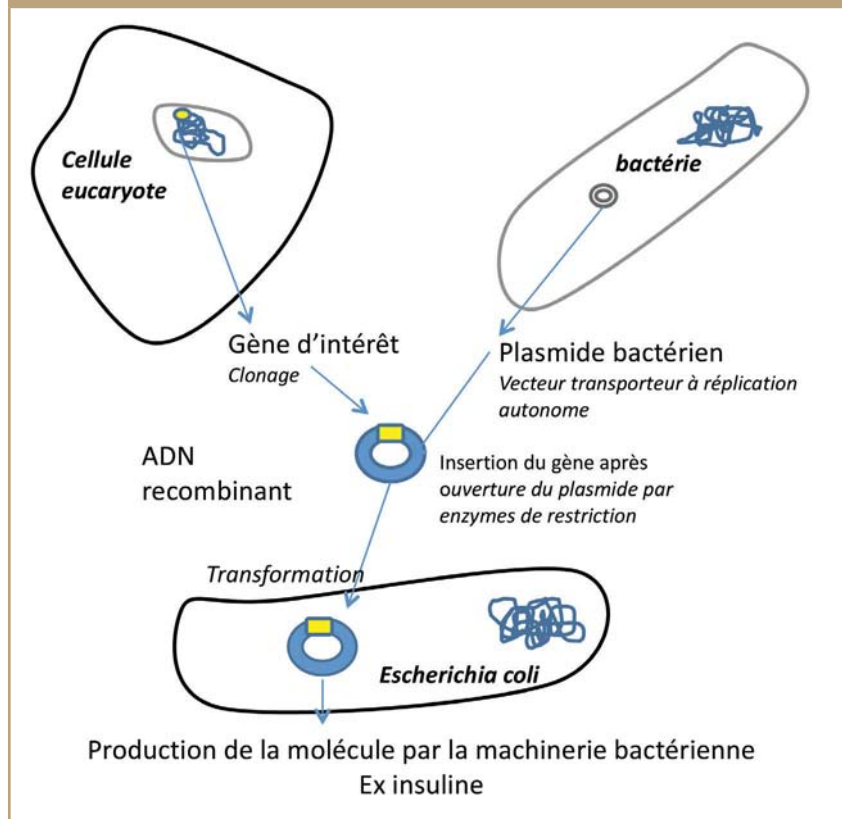 Cellule
eucaryote
bactérie
Gène d’intérêt
Clonage
Plasmide bactérien
Vecteur transporteur à réplication
autonome
ADN
recombinant
Insertion du gène après
ouverture du plasmide par
enzymes de restriction
Transformation
Escherichia coli
Production de la molécule par la machinerie bactérienne
Ex insuline